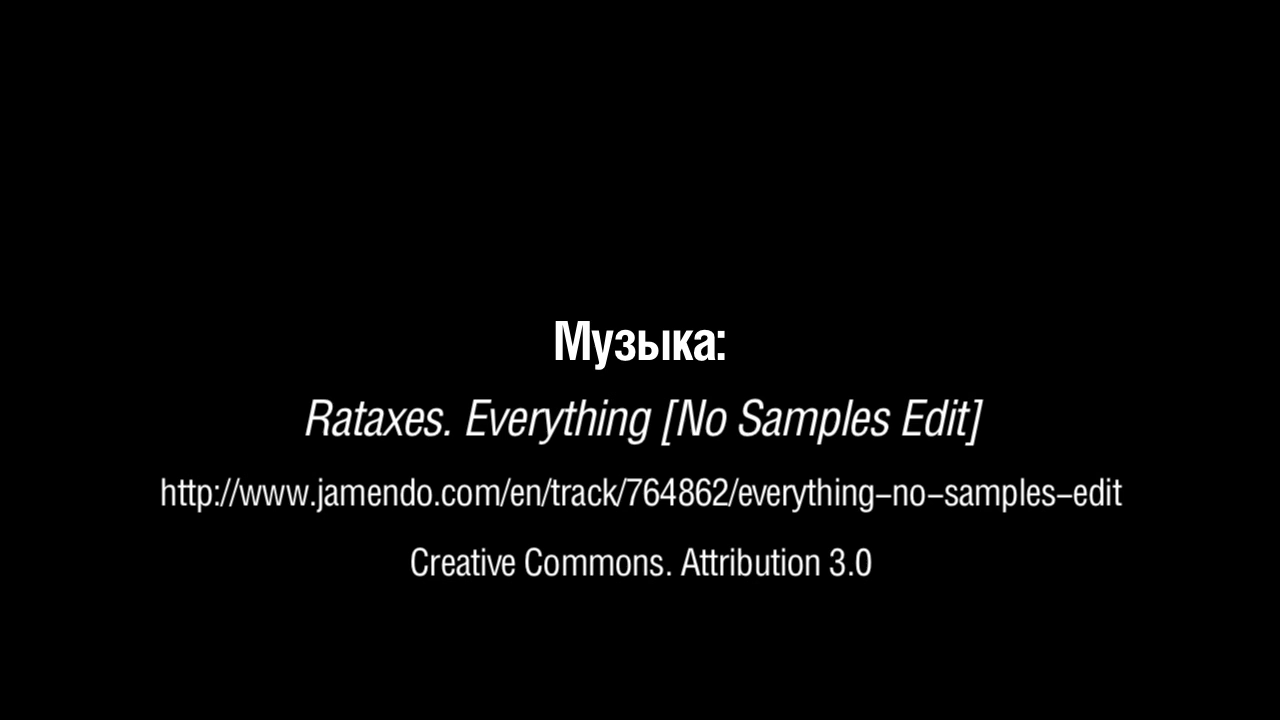 Музыка:
Rataxes. Everything [No Samples Edit]
http://www.jamendo.com/en/track/764862/everything-no-samples-edit
Creative Commons. Attribution 3.0